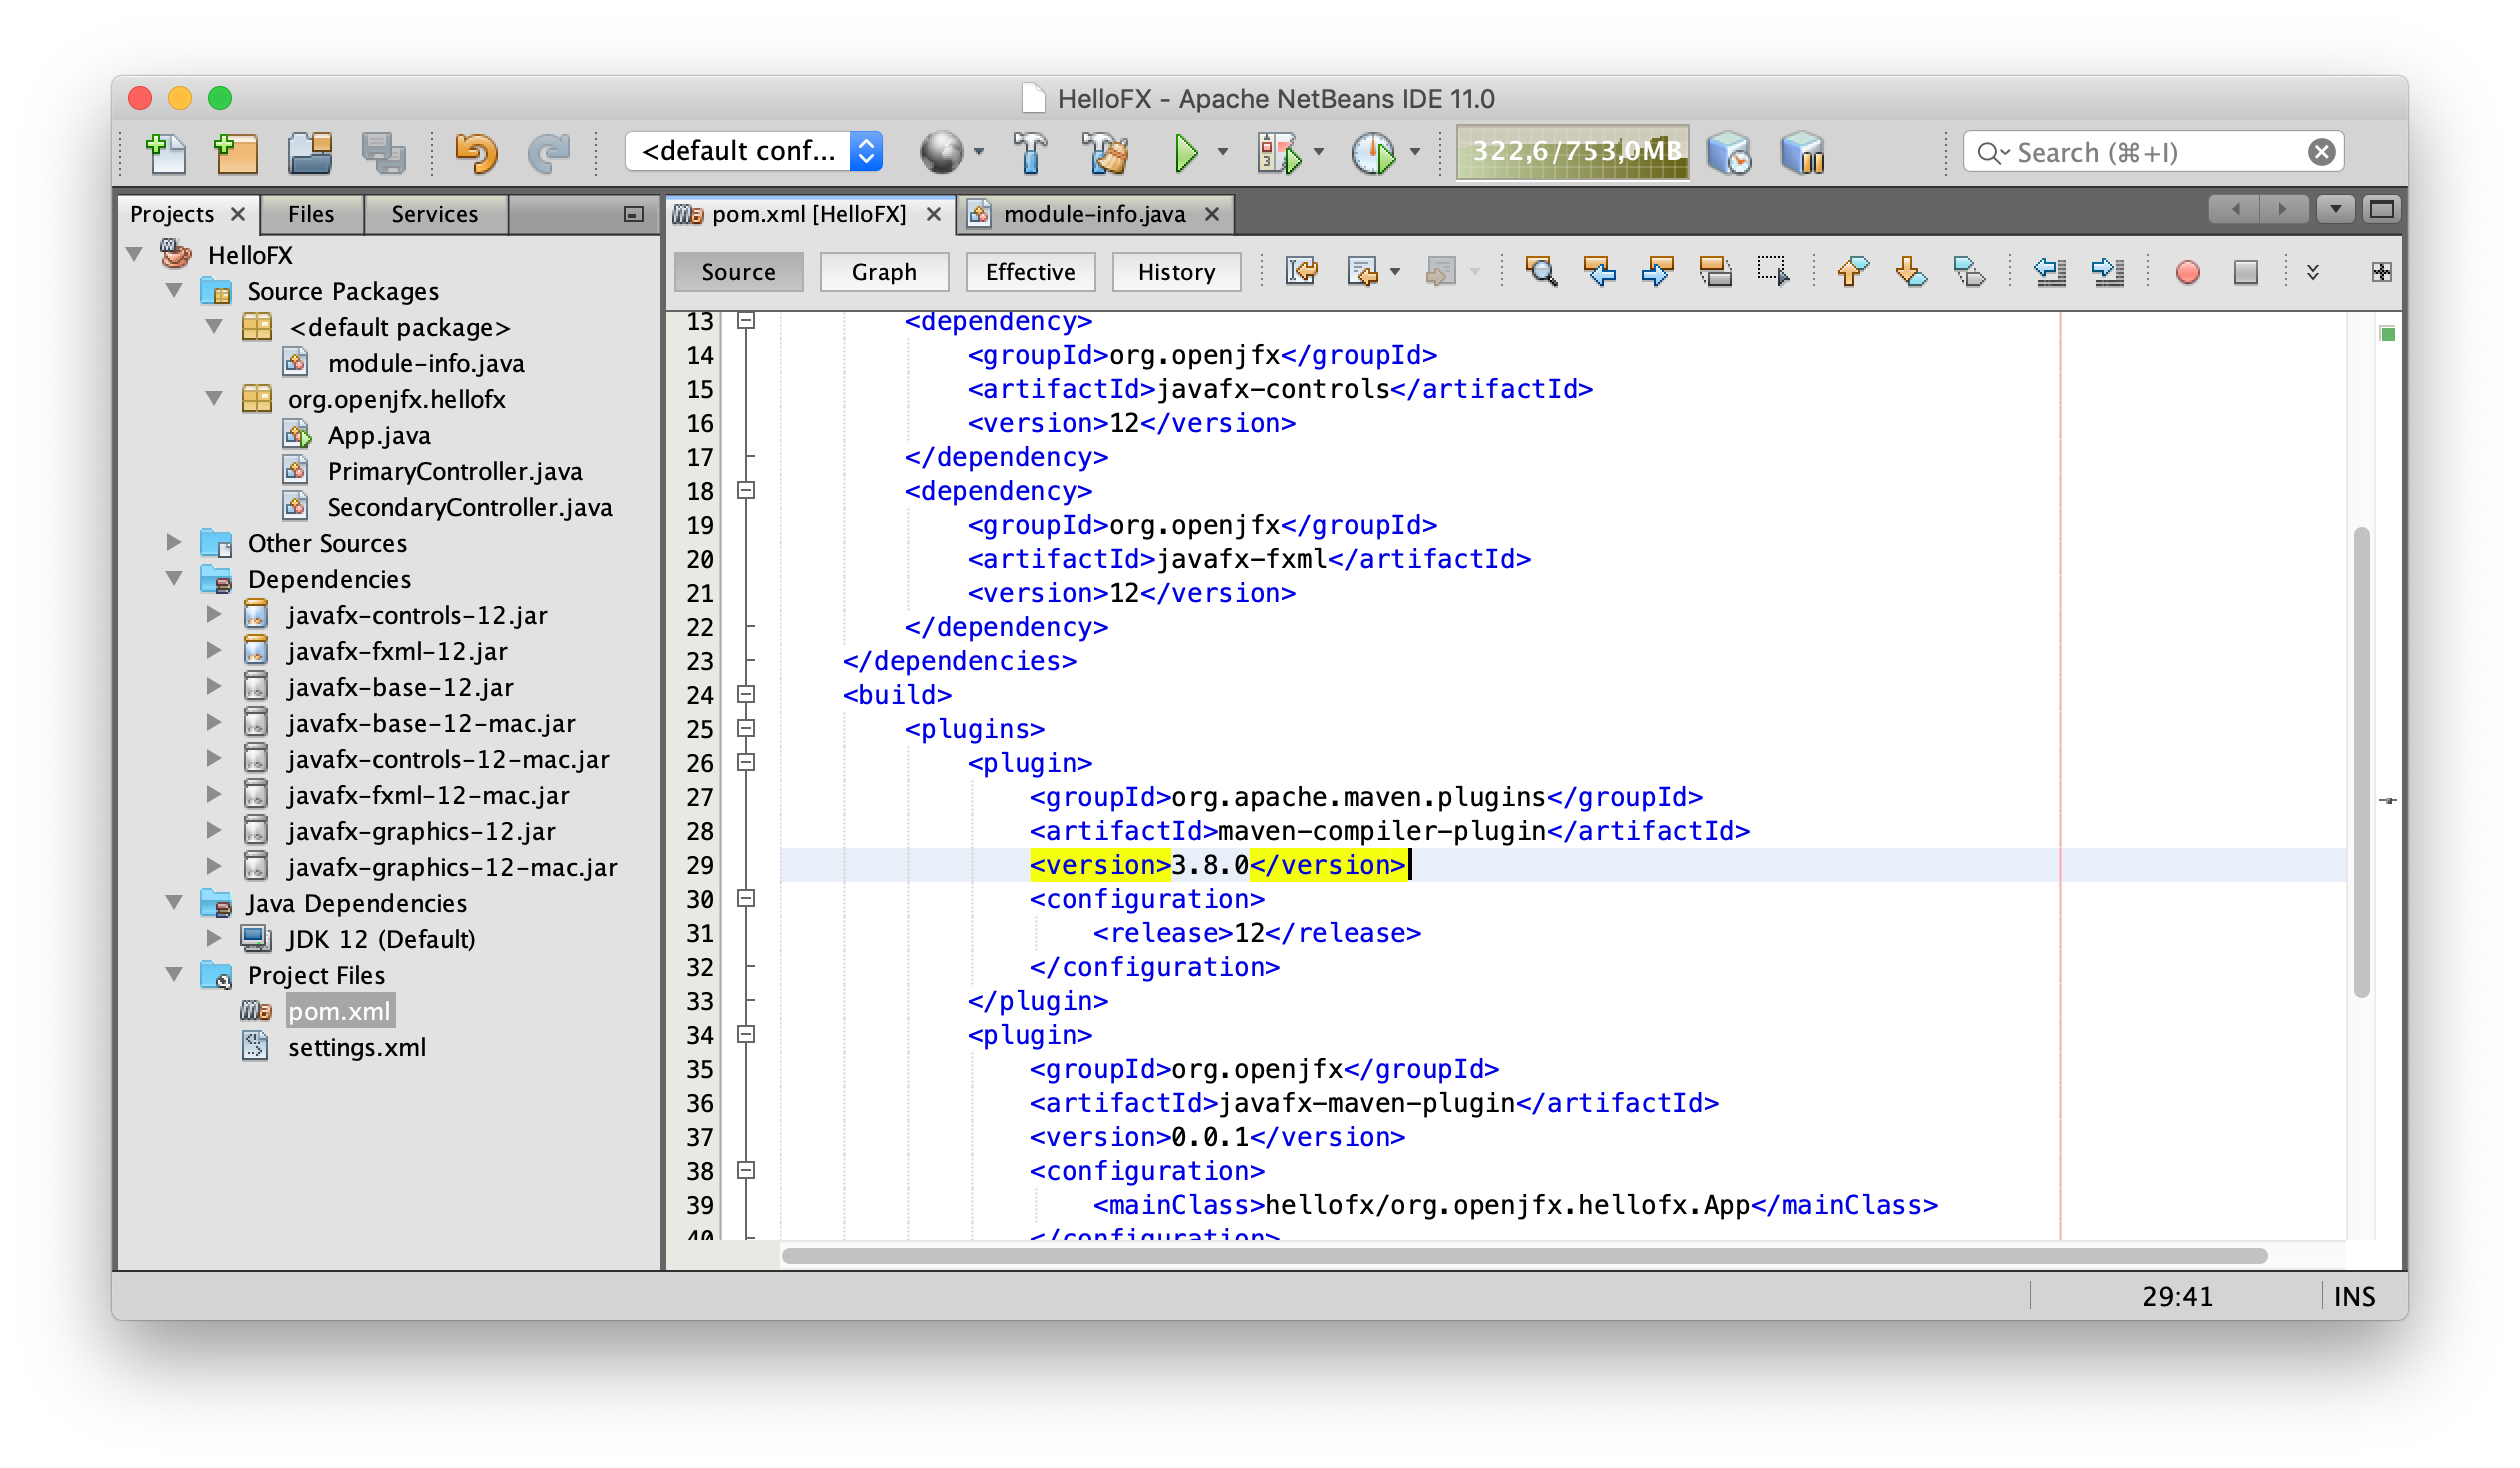 HelloFX - Apache NetBeans IDE 11.0
<default conf...
322,6/753,0MB
Search (⌘+I)
Projects
Files
Services
pom.xml [HelloFX]
module-info.java
Source
Graph
Effective
History
HelloFX
Source Packages
<default package>
module-info.java
org.openjfx.hellofx
App.java
PrimaryController.java
SecondaryController.java
Other Sources
Dependencies
javafx-controls-12.jar
javafx-fxml-12.jar
javafx-base-12.jar
javafx-base-12-mac.jar
javafx-controls-12-mac.jar
javafx-fxml-12-mac.jar
javafx-graphics-12.jar
javafx-graphics-12-mac.jar
Java Dependencies
JDK 12 (Default)
Project Files
pom.xml
settings.xml
13 <dependency>
14 <groupId>org.openjfx</groupId>
15 <artifactId>javafx-controls</artifactId>
16 <version>12</version>
17 </dependency>
18 <dependency>
19 <groupId>org.openjfx</groupId>
20 <artifactId>javafx-fxml</artifactId>
21 <version>12</version>
22 </dependency>
23 </dependencies>
24 <build>
25 <plugins>
26 <plugin>
27 <groupId>org.apache.maven.plugins</groupId>
28 <artifactId>maven-compiler-plugin</artifactId>
29 <version>3.8.0</version>
30 <configuration>
31 <release>12</release>
32 </configuration>
33 </plugin>
34 <plugin>
35 <groupId>org.openjfx</groupId>
36 <artifactId>javafx-maven-plugin</artifactId>
37 <version>0.0.1</version>
38 <configuration>
39 <mainClass>hellofx/org.openjfx.hellofx.App</mainClass>
40 </configuration>
29:41
INS